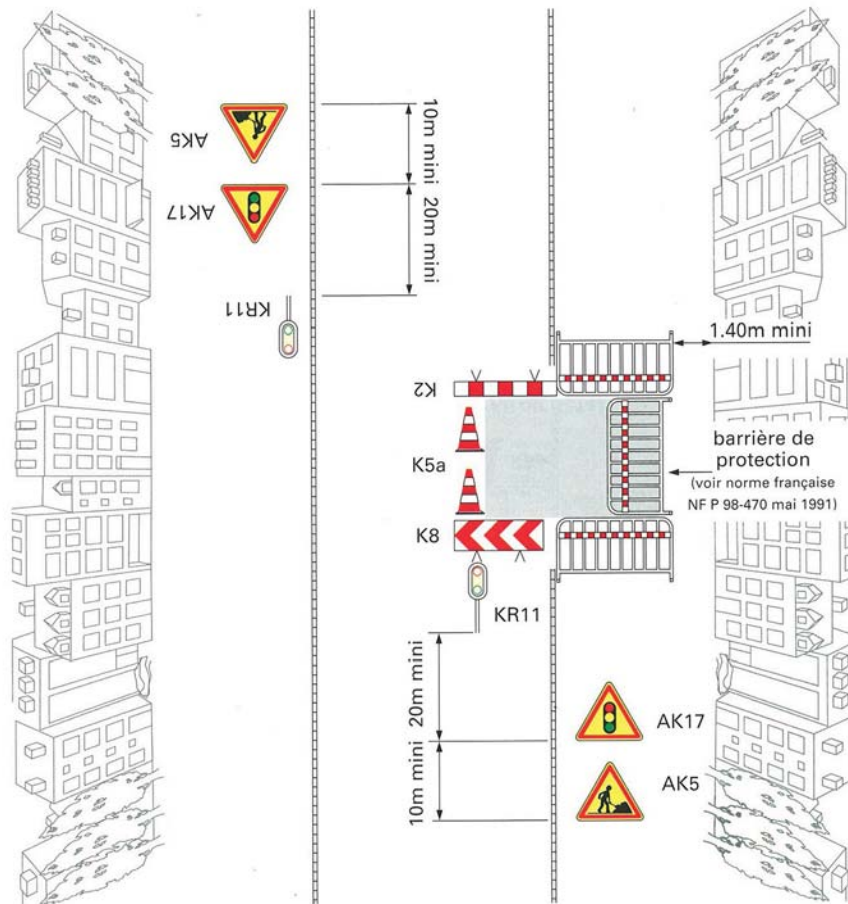 AK5
10m mini
AK17
20m mini
KR11
1.40m mini
K2
barrière de
protection
(voir norme française
NF P 98-470 mai 1991)
K5a
K8
KR11
20m mini
AK17
10m mini
AK5